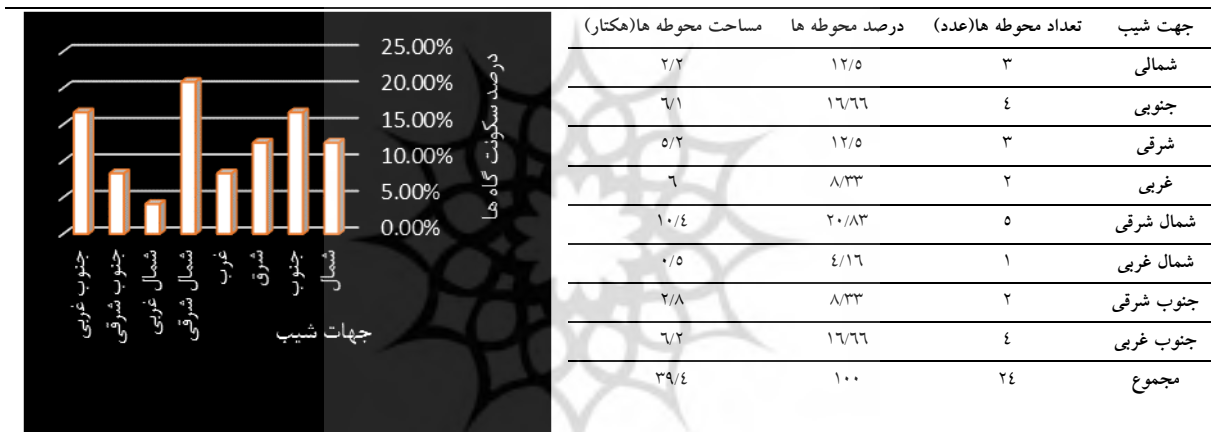 جهت شیب تعداد محوطه ها(عدد) درصد محوطه ها مساحت محوطه ها(هکتار)
شمالی ۳ ۱۲/۵ ۲/۲
جنوبی ٤ ۱٦/٦٦ ٦/۱
شرقی ۳ ۱۲/۵ ۵/۲
غربی ۲ ۸/۳۳ ٦
شمال شرقی ۵ ۲۰/۸۳ ۱۰/٤
شمال غربی ۱ ٤/۱٦ ۰/۵
جنوب شرقی ۲ ۸/۳۳ ۲/۸
جنوب غربی ٤ ۱٦/٦٦ ٦/۲
مجموع ۲٤ ۱۰۰ ۳۹/٤
درصد سکونت گاه ها
25.00%
20.00%
15.00%
10.00%
5.00%
0.00%
شمال
جنوب
شرق
غرب
شمال شرقی
شمال غربی
جنوب شرقی
جنوب غربی
جهات شیب